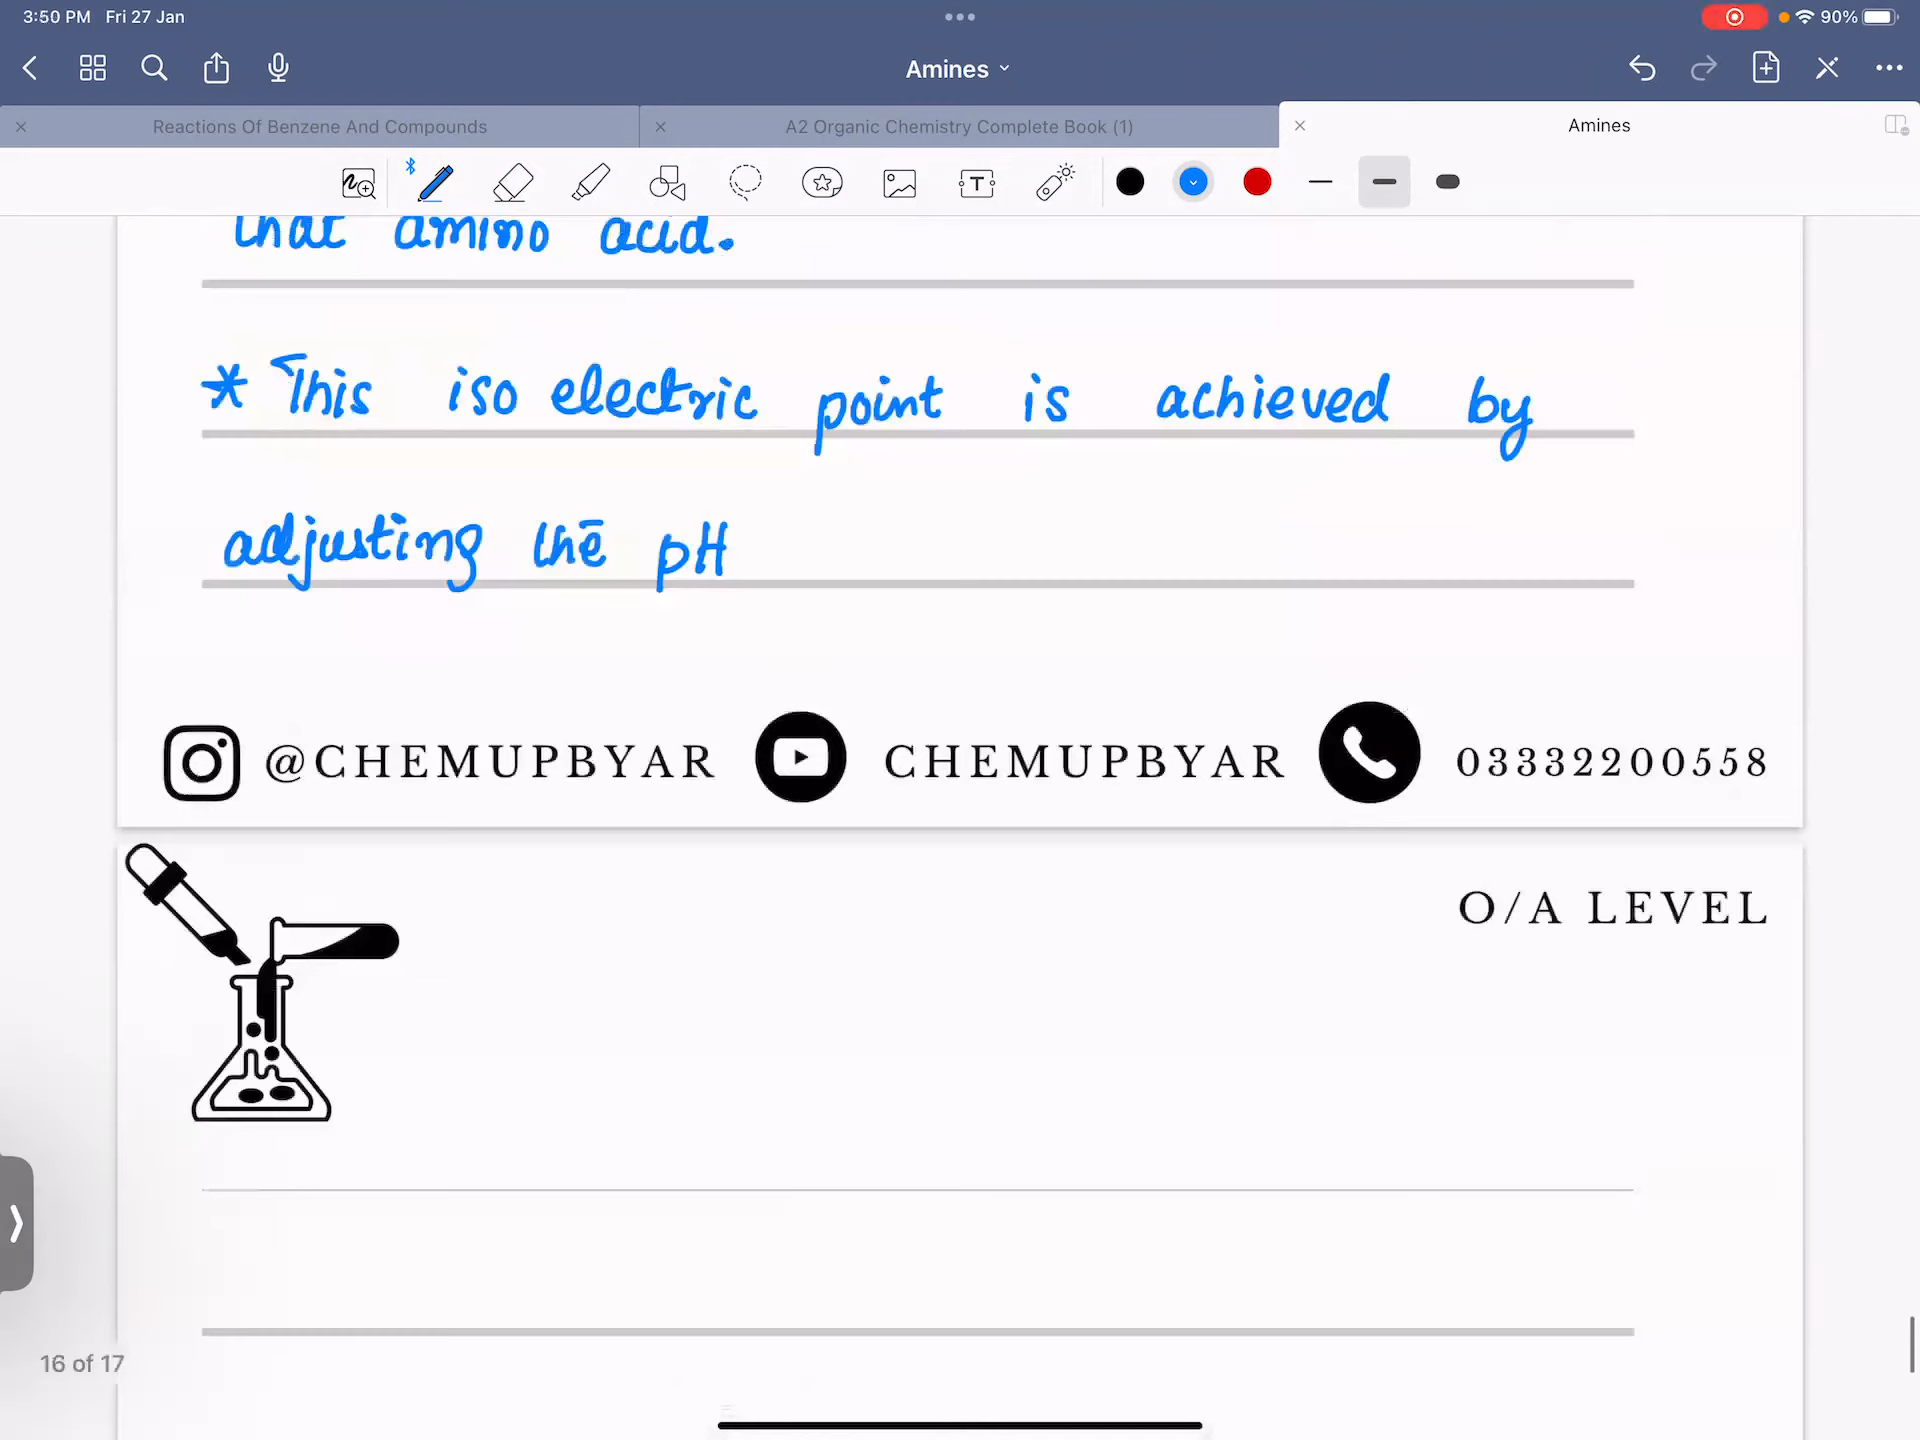 3:50 PM Fri 27 Jan
90%
Amines
Reactions Of Benzene And Compounds
A2 Organic Chemistry Complete Book (1)
Amines
T
that amino acid.
* This iso electric point is achieved by
adjusting the pH
@CHEMUPBYAR CHEMUPBYAR 03332200558
O/A LEVEL
16 of 17